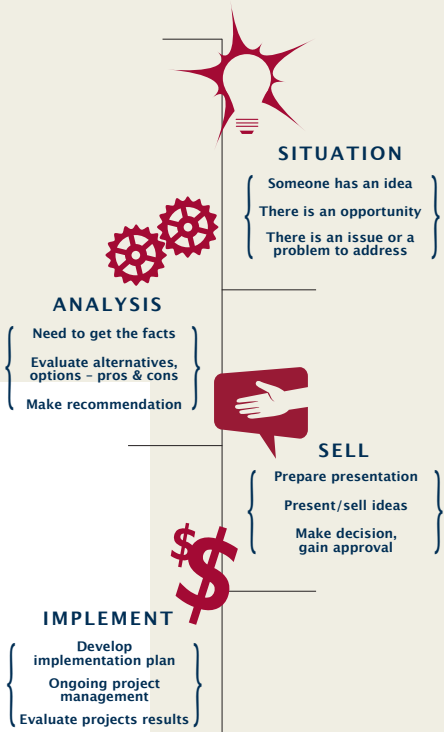 SITUATION
Someone has an idea
There is an opportunity
There is an issue or a
problem to address
ANALYSIS
Need to get the facts
Evaluate alternatives,
options – pros & cons
Make recommendation
SELL
Prepare presentation
Present/sell ideas
Make decision,
gain approval
$
$
IMPLEMENT
Develop
implementation plan
Ongoing project
management
Evaluate projects results